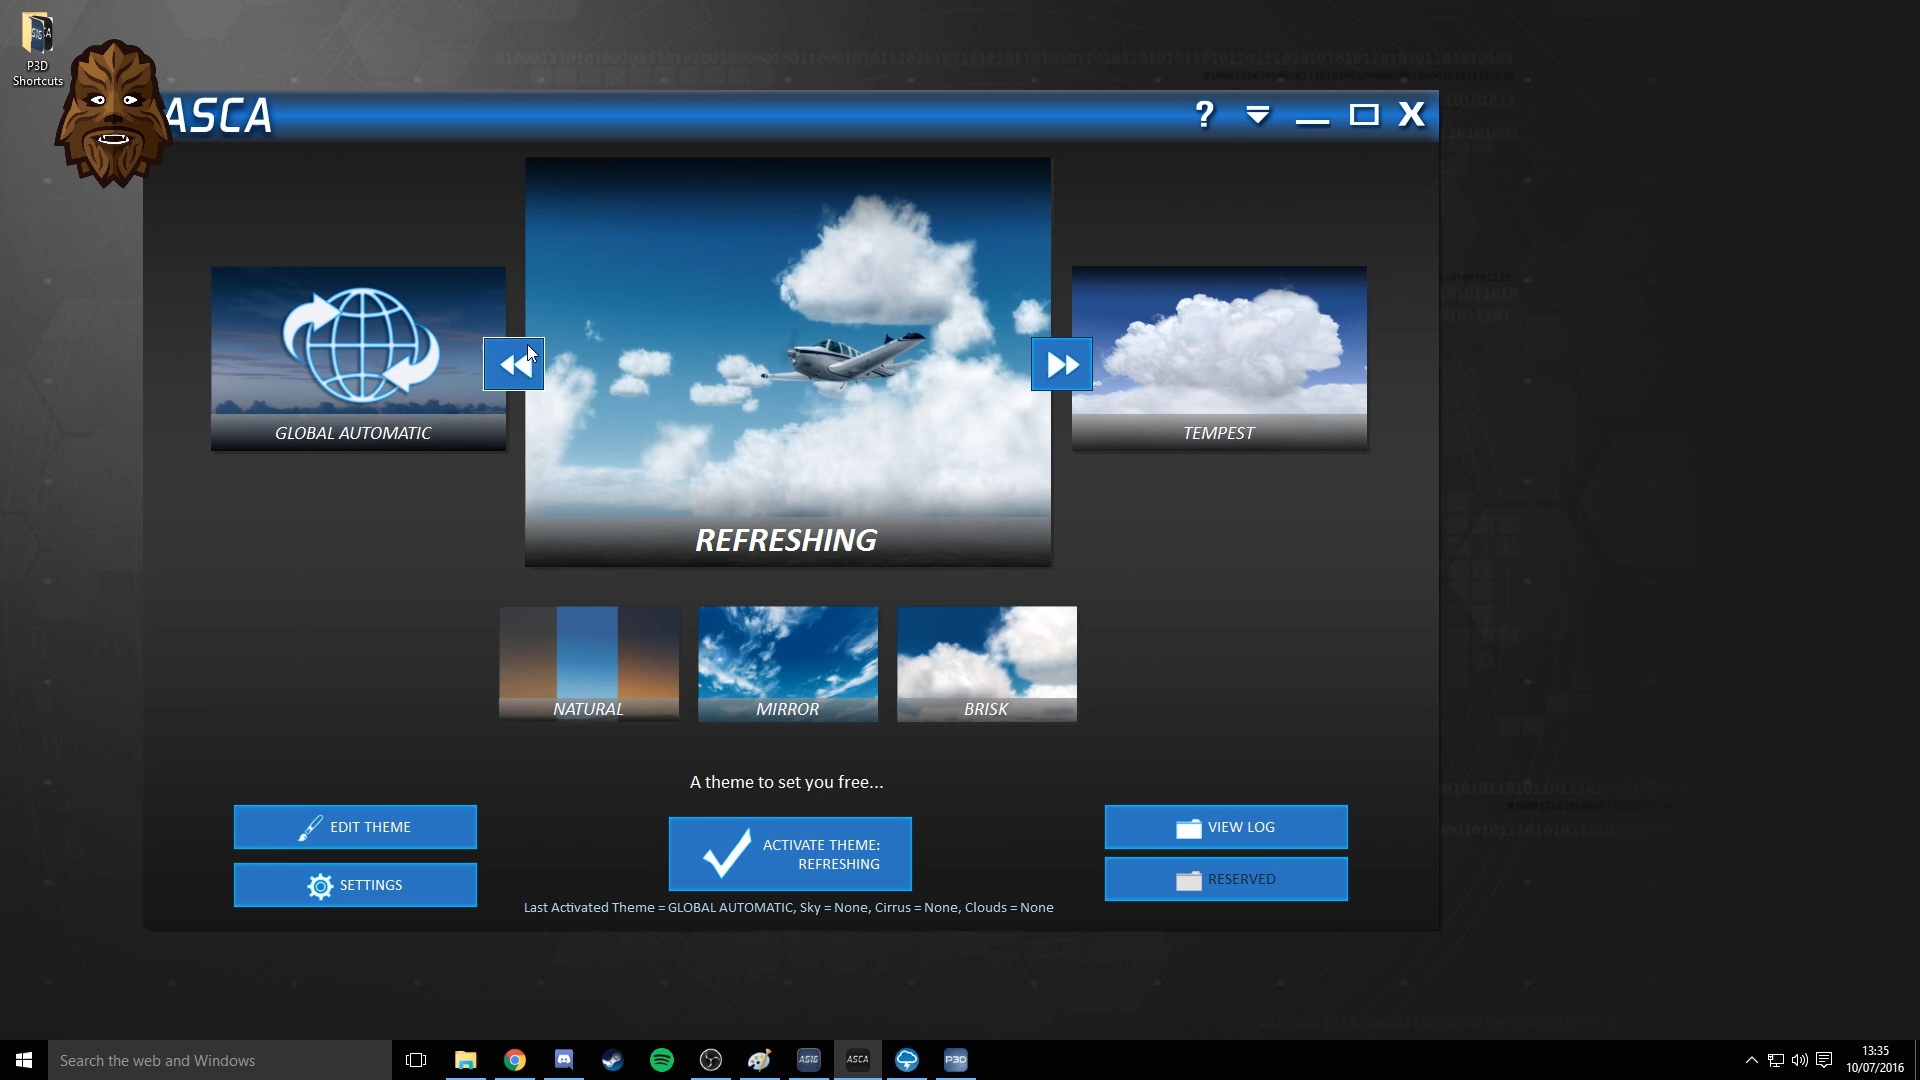 P3D
Shortcuts
ASCA
?
X
GLOBAL AUTOMATIC
REFRESHING
TEMPEST
NATURAL
MIRROR
BRISK
A theme to set you free...
EDIT THEME
ACTIVATE THEME:
REFRESHING
VIEW LOG
SETTINGS
RESERVED
Last Activated Theme = GLOBAL AUTOMATIC, Sky = None, Cirrus = None, Clouds = None
Search the web and Windows
AS16
ASCA
P3D
13:35
10/07/2016